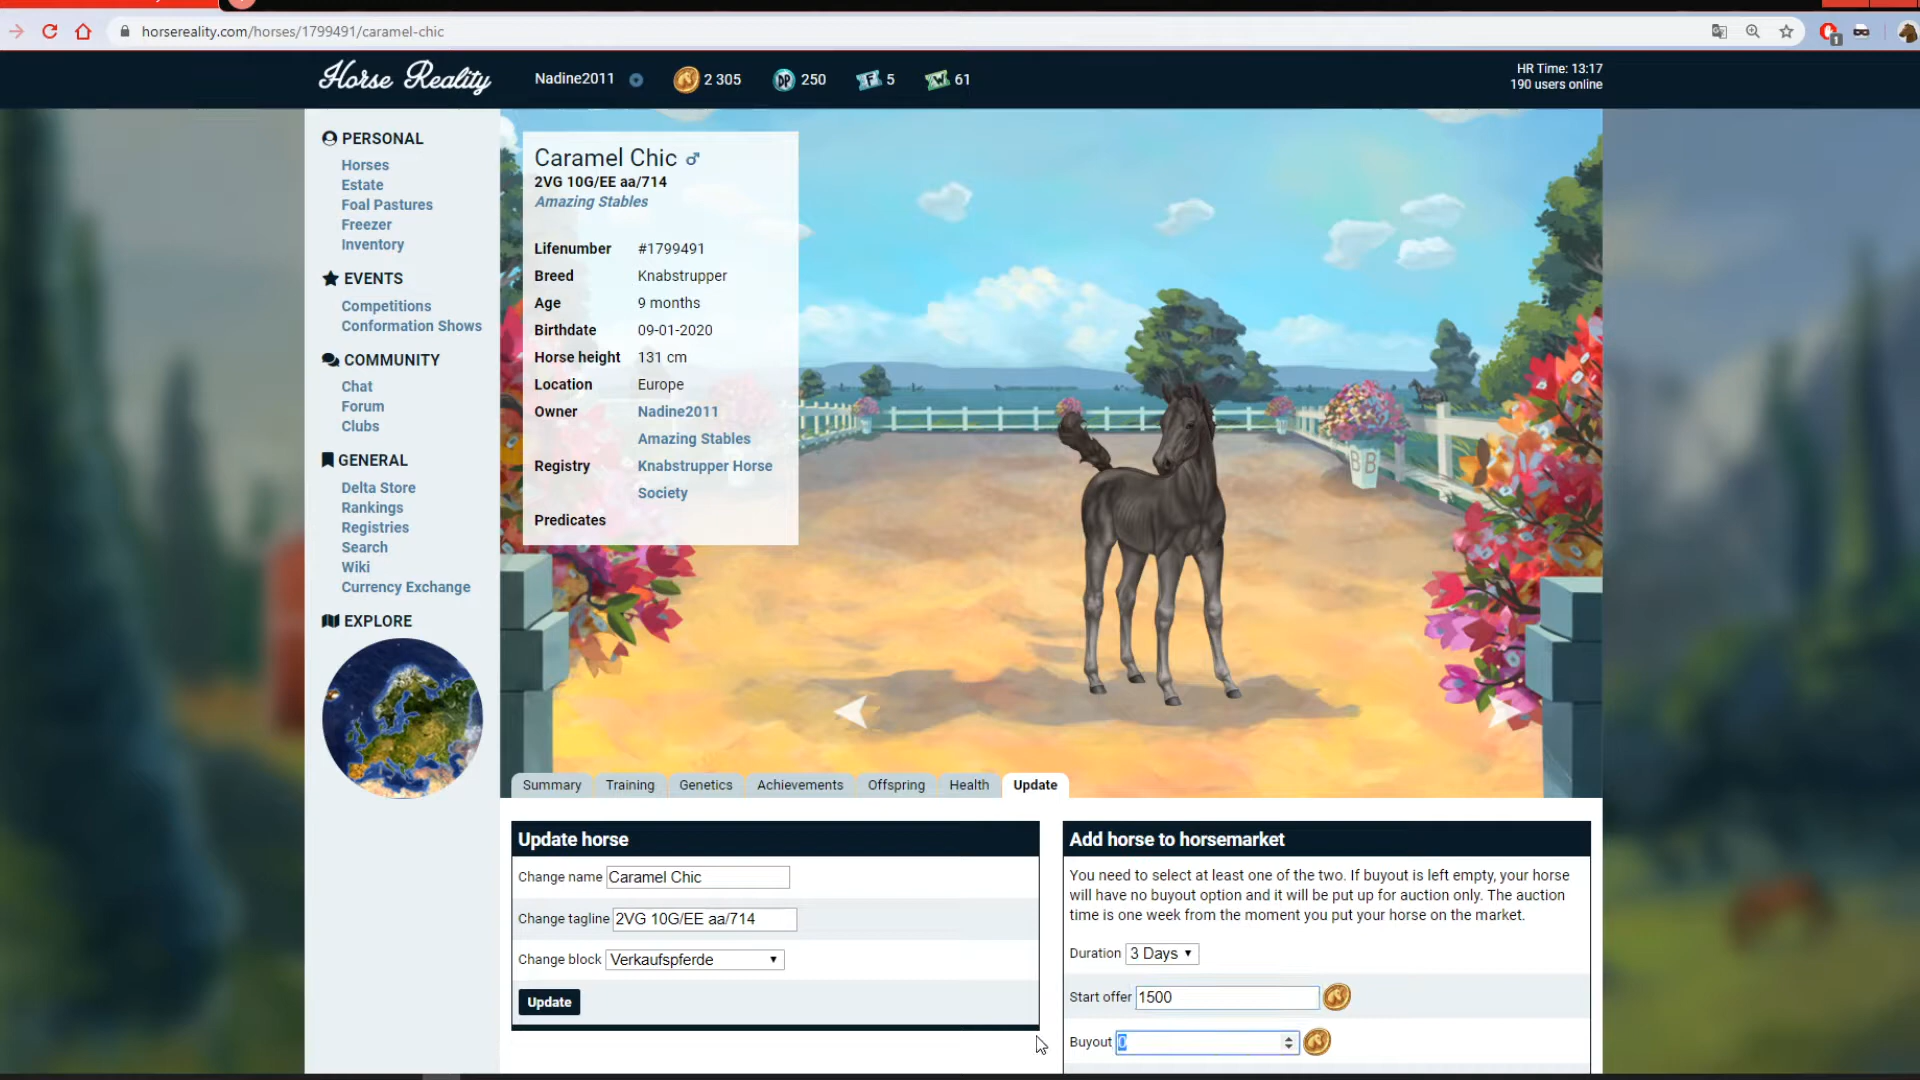 horsereality.com/horses/1799491/caramel-chic
1
Horse Reality
Nadine2011
2 305
DP
250
F
5
61
HR Time: 13:17
190 users online
PERSONAL
Horses
Estate
Foal Pastures
Freezer
Inventory
EVENTS
Competitions
Conformation Shows
COMMUNITY
Chat
Forum
Clubs
GENERAL
Delta Store
Rankings
Registries
Search
Wiki
Currency Exchange
EXPLORE
Caramel Chic ♂
2VG 10G/EE aa/714
Amazing Stables
Lifenumber #1799491
Breed Knabstrupper
Age 9 months
Birthdate 09-01-2020
Horse height 131 cm
Location Europe
Owner Nadine2011
Amazing Stables
Registry Knabstrupper Horse
Society
Predicates
BB
Summary Training Genetics Achievements Offspring Health Update
Update horse
Change name Caramel Chic
Change tagline 2VG 10G/EE aa/714
Change block Verkaufspferde
Update
Add horse to horsemarket
You need to select at least one of the two. If buyout is left empty, your horse
will have no buyout option and it will be put up for auction only. The auction
time is one week from the moment you put your horse on the market.
Duration 3 Days
Start offer 1500
Buyout 0